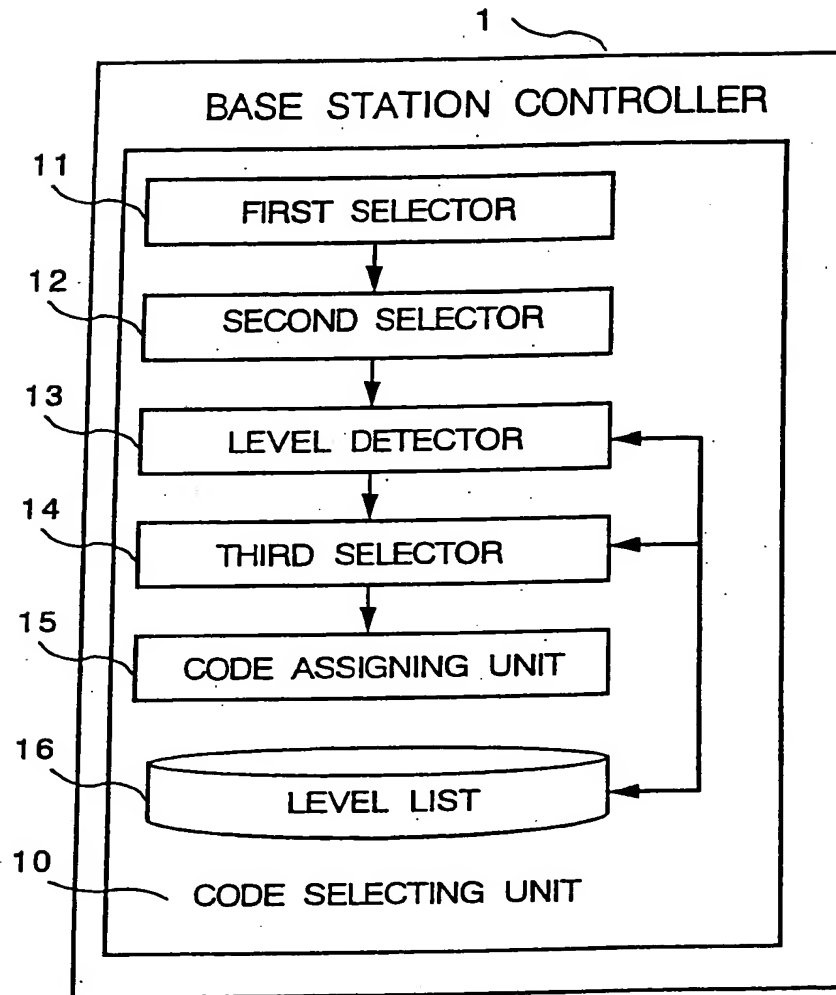 1
BASE STATION CONTROLLER
11
FIRST SELECTOR
12
SECOND SELECTOR
13
LEVEL DETECTOR
14
THIRD SELECTOR
15
CODE ASSIGNING UNIT
16
LEVEL LIST
10
CODE SELECTING UNIT